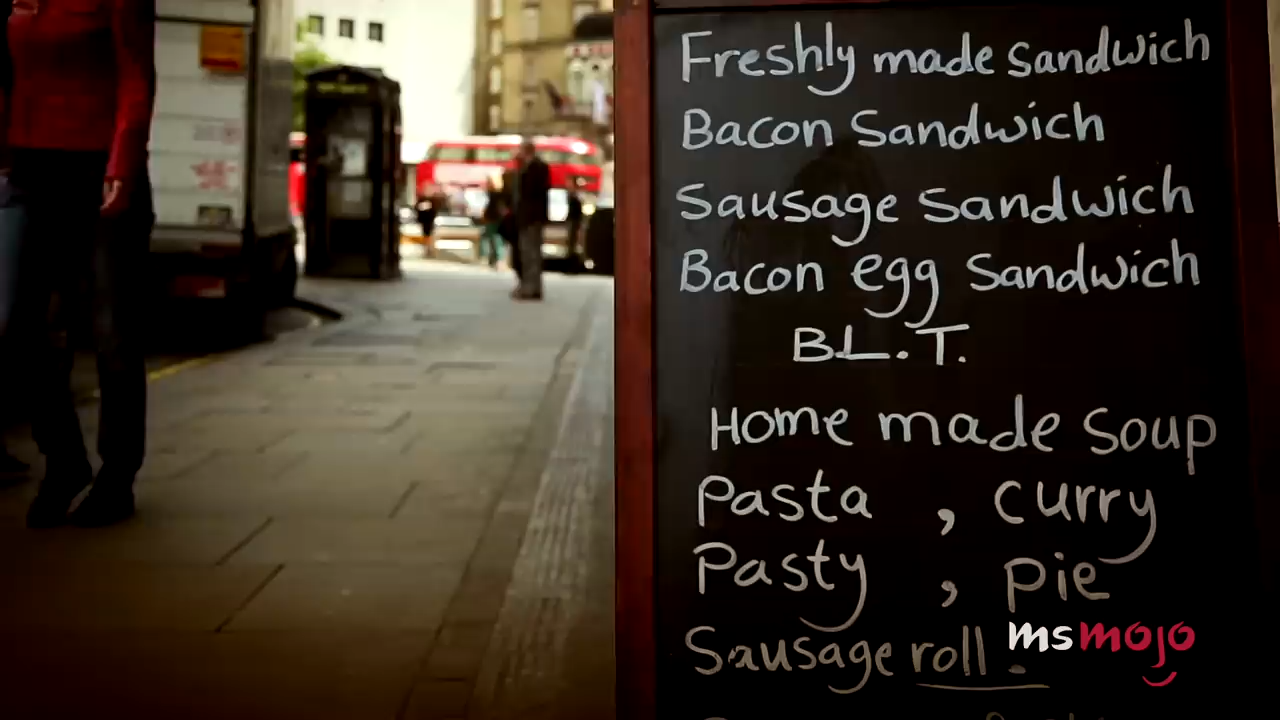 Freshly made Sandwich
Bacon Sandwich
Sausage Sandwich
Bacon egg Sandwich
B.L.T.
Home made Soup
Pasta , Curry
Pasty , Pie
Sausage roll .
msmojo